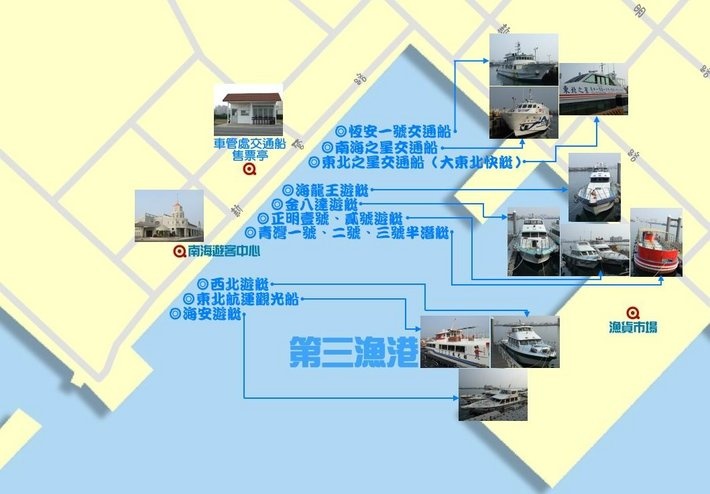 車管處交通船
售票亭
◎恆安一號交通船
◎南海之星交通船
◎東北之星交通船（大東北快艇）
◎海龍王遊艇
◎金八達遊艇
◎正明壹號、貳號遊艇
◎青灣一號、二號、三號半潛艇
南海遊客中心
◎西北遊艇
◎東北航運觀光船
◎海安遊艇
第三漁港
漁貨市場